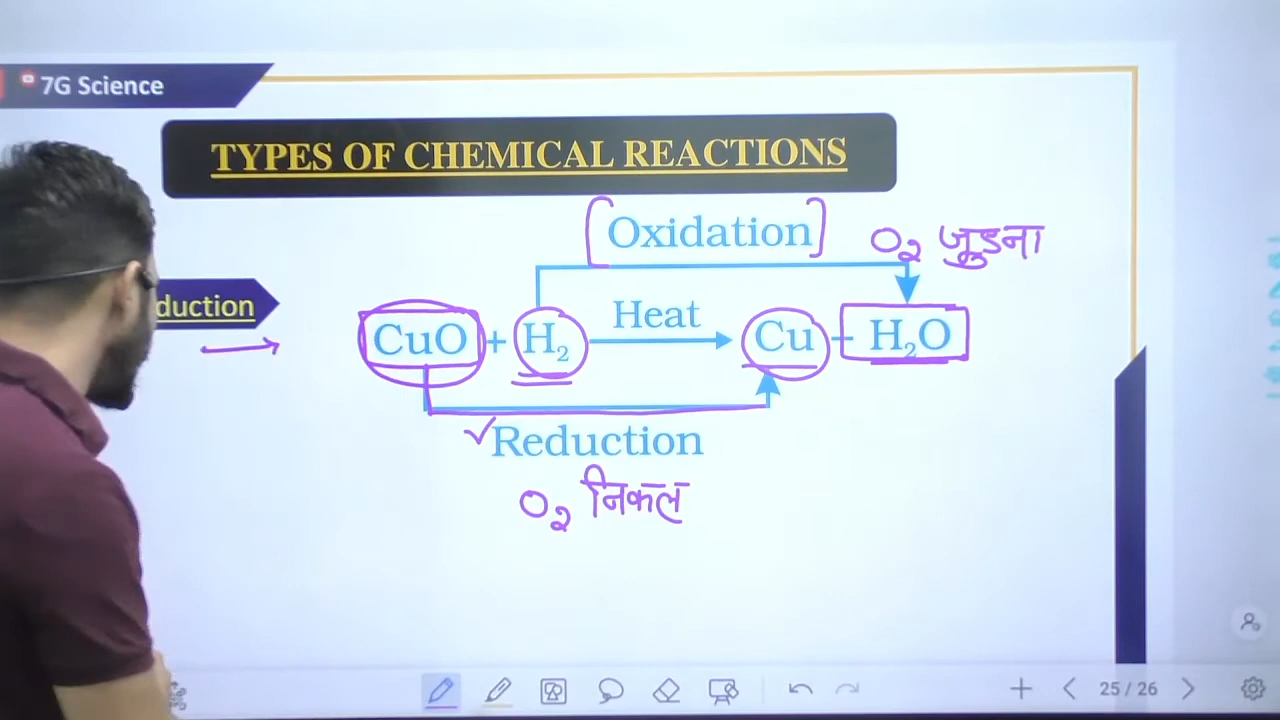 7G Science
TYPES OF CHEMICAL REACTIONS
[Oxidation] O₂ जुडना
duction
CuO + H₂ Heat → Cu + H₂O
✓Reduction
O₂ निकल
25 / 26